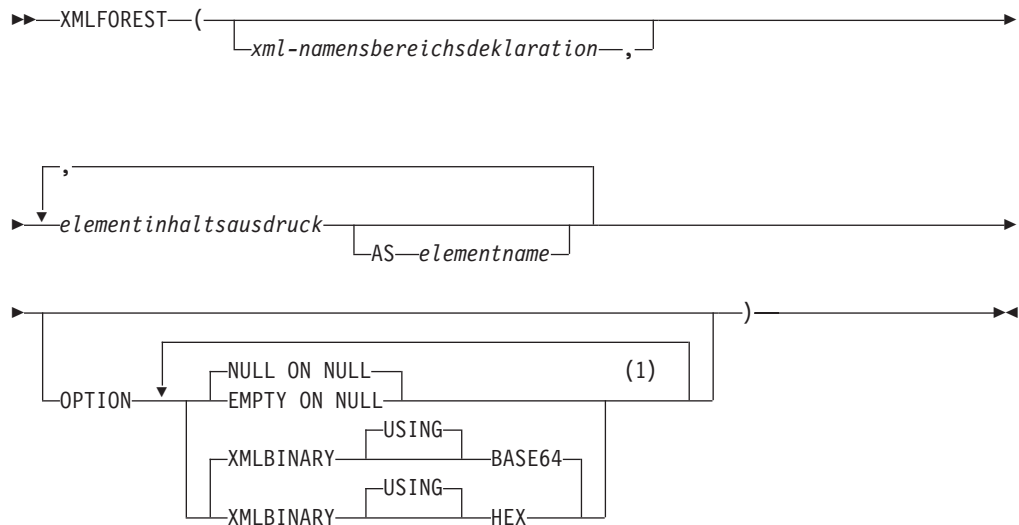 XMLFOREST (
xml-namensbereichsdeklaration ,
,
elementinhaltsausdruck
AS elementname
)
NULL ON NULL (1)
OPTION EMPTY ON NULL
USING
XMLBINARY BASE64
USING
XMLBINARY HEX